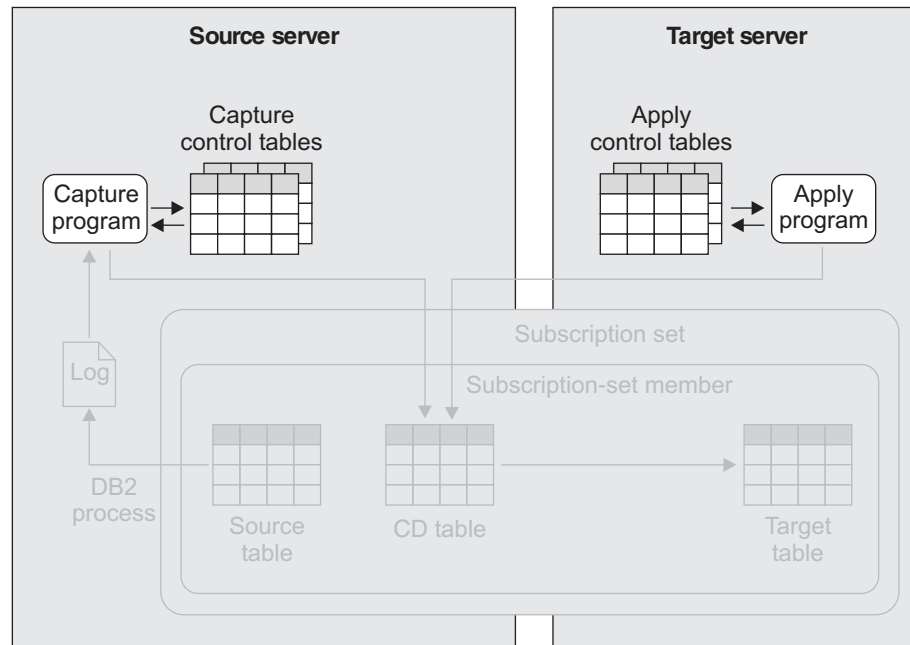 Source server
Target server
Capture
control tables
Apply
control tables
Capture
program
Apply
program
Subscription set
Log
Subscription-set member
DB2
process
Source
table
CD table
Target
table